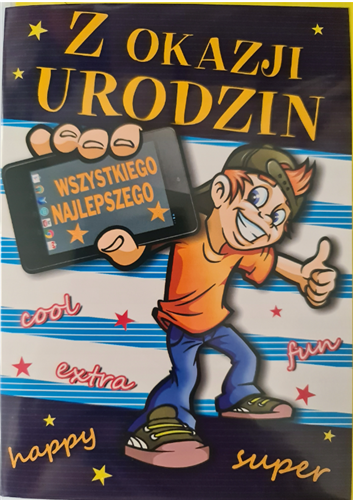 Z OKAZJI
URODZIN
WSZYSTKIEGO
NAJLEPSZEGO
cool
fun
extra
happy
super